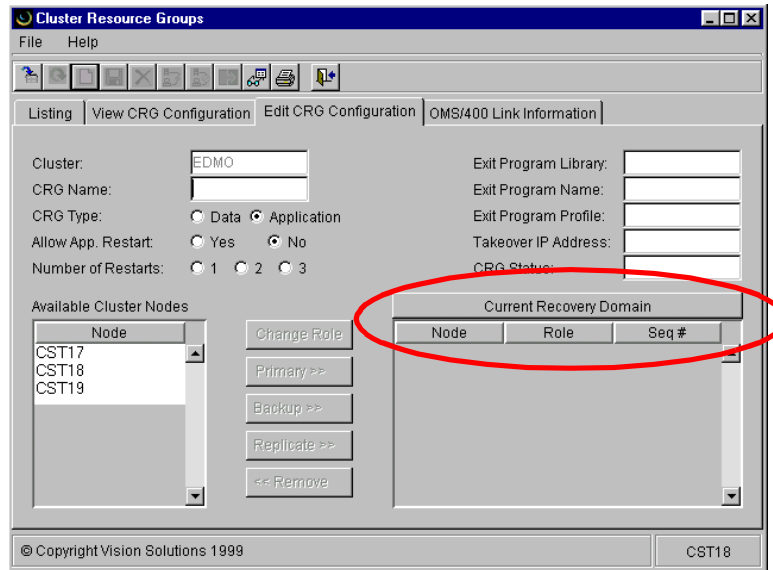 Cluster Resource Groups
File Help
Listing View CRG Configuration Edit CRG Configuration OMS/400 Link Information
Cluster: EDMO
CRG Name:
CRG Type: Data Application
Allow App. Restart: Yes No
Number of Restarts: 1 2 3
Exit Program Library:
Exit Program Name:
Exit Program Profile:
Takeover IP Address:
CRG Status:
Available Cluster Nodes
Node
CST17
CST18
CST19
Change Role
Primary >>
Backup >>
Replicate >>
<< Remove
Current Recovery Domain
Node Role Seq #
© Copyright Vision Solutions 1999
CST18